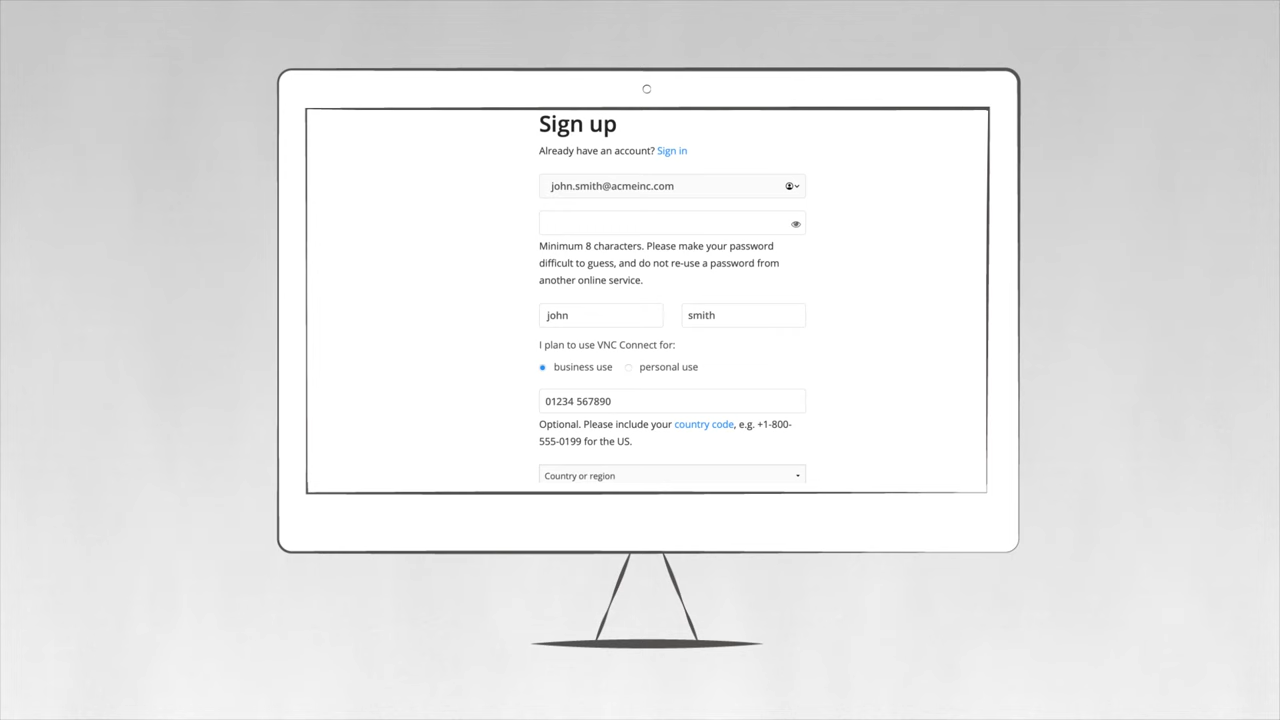 Sign up
Already have an account? Sign in
john.smith@acmeinc.com
Minimum 8 characters. Please make your password
difficult to guess, and do not re-use a password from
another online service.
john smith
I plan to use VNC Connect for:
business use personal use
01234 567890
Optional. Please include your country code, e.g. +1-800-
555-0199 for the US.
Country or region